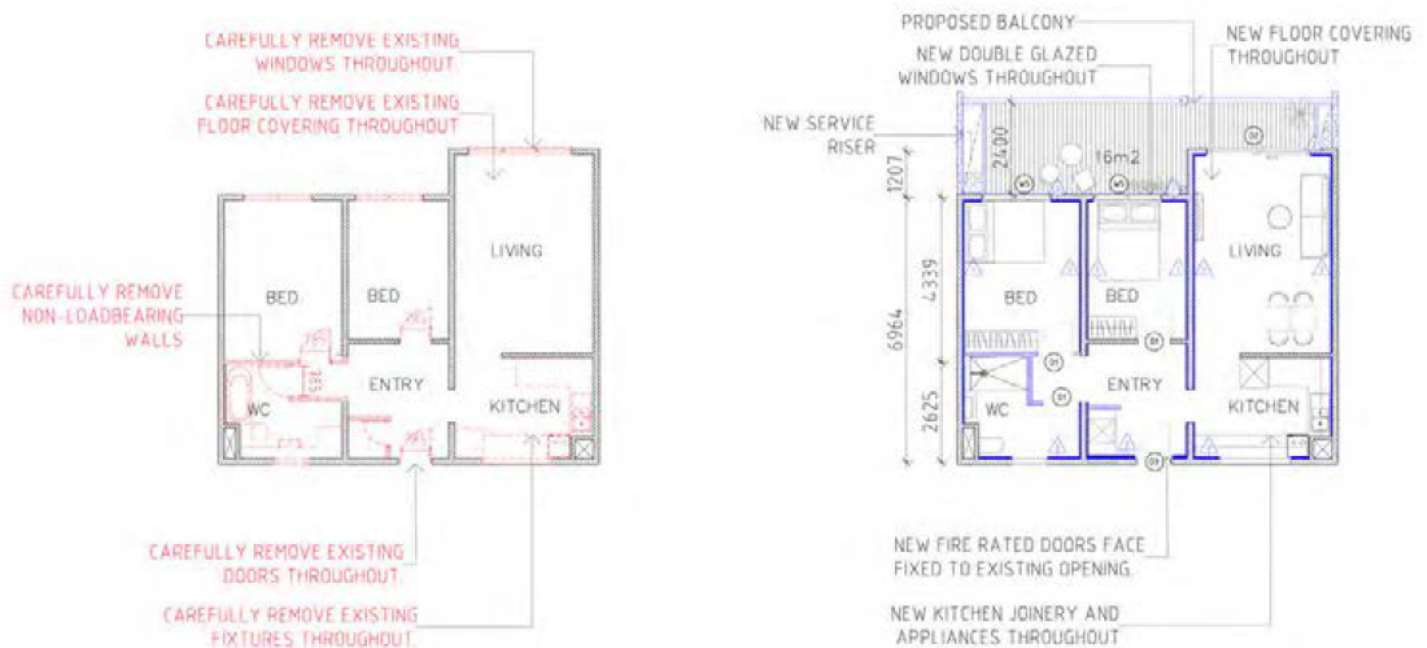 CAREFULLY REMOVE EXISTING
WINDOWS THROUGHOUT.
CAREFULLY REMOVE EXISTING
FLOOR COVERING THROUGHOUT
LIVING
BED
BED
CAREFULLY REMOVE
NON-LOADBEARING
WALLS
ENTRY
WC
KITCHEN
CAREFULLY REMOVE EXISTING
DOORS THROUGHOUT.
CAREFULLY REMOVE EXISTING
FIXTURES THROUGHOUT.
PROPOSED BALCONY
NEW FLOOR COVERING
THROUGHOUT
NEW DOUBLE GLAZED
WINDOWS THROUGHOUT
NEW SERVICE
RISER
2400
16m2
1207
LIVING
4339
BED
BED
6964
ENTRY
2625
WC
KITCHEN
NEW FIRE RATED DOORS FACE
FIXED TO EXISTING OPENING.
NEW KITCHEN JOINERY AND
APPLIANCES THROUGHOUT